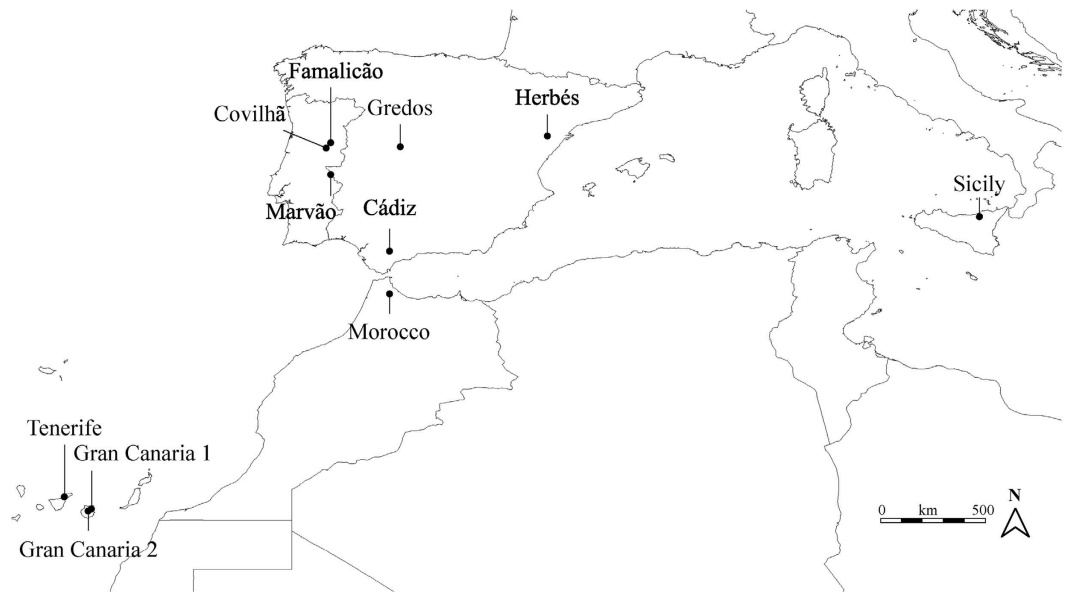 Famalicão
Covilhã
Gredos
Herbés
Sicily
Marvão
Cádiz
Morocco
Tenerife
Gran Canaria 1
Gran Canaria 2
N
0 km 500